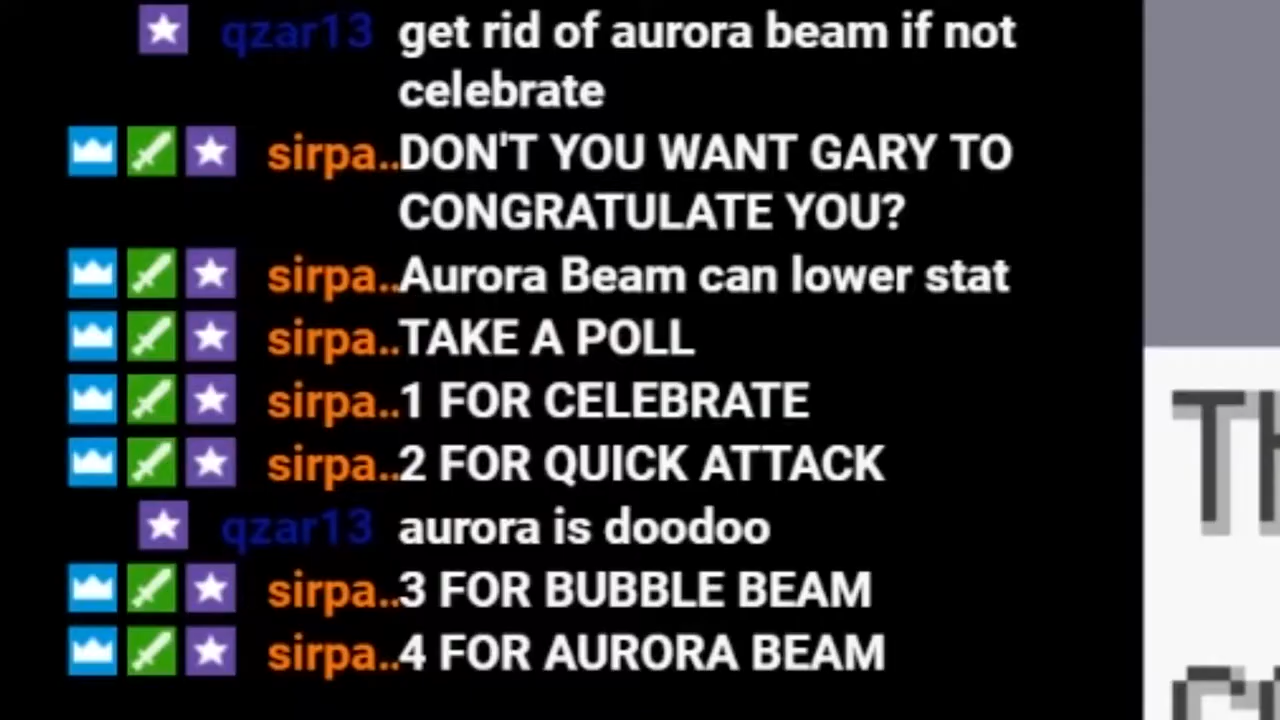 qzar13 get rid of aurora beam if not
celebrate
sirpa.. DON'T YOU WANT GARY TO
CONGRATULATE YOU?
sirpa.. Aurora Beam can lower stat
sirpa.. TAKE A POLL
sirpa.. 1 FOR CELEBRATE
sirpa.. 2 FOR QUICK ATTACK
qzar13 aurora is doodoo
sirpa.. 3 FOR BUBBLE BEAM
sirpa.. 4 FOR AURORA BEAM